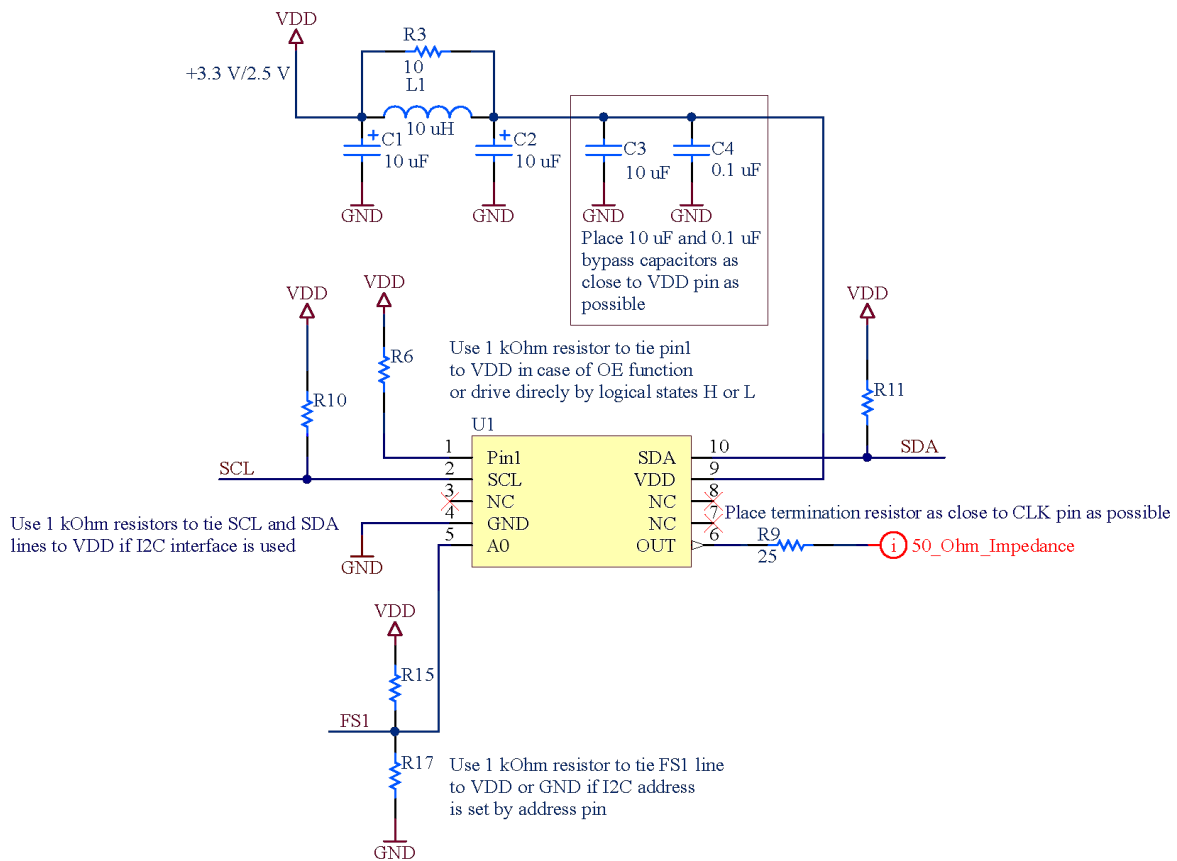 VDD
+3.3 V/2.5 V
R3
10
L1
10 uH
C1
10 uF
GND
C2
10 uF
GND
C3
10 uF
GND
C4
0.1 uF
GND
Place 10 uF and 0.1 uF
bypass capacitors as
close to VDD pin as
possible
VDD
R10
SCL
VDD
R6
Use 1 kOhm resistor to tie pin1
to VDD in case of OE function
or drive direcly by logical states H or L
VDD
R11
SDA
U1
1 Pin1
2 SCL
3 NC
4 GND
5 A0
SDA 10
VDD 9
NC 8
NC 7
OUT 6
Use 1 kOhm resistors to tie SCL and SDA
lines to VDD if I2C interface is used
GND
Place termination resistor as close to CLK pin as possible
R9
25
i 50_Ohm_Impedance
VDD
R15
FS1
R17
GND
Use 1 kOhm resistor to tie FS1 line
to VDD or GND if I2C address
is set by address pin